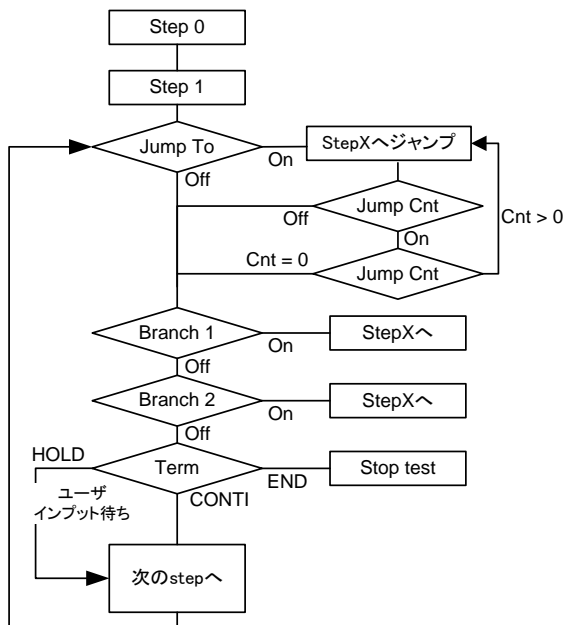 Step 0
Step 1
Jump To
On
Off
StepXへジャンプ
Jump Cnt
Off
On
Cnt > 0
Cnt = 0
Jump Cnt
Branch 1
On
StepXへ
Off
Branch 2
On
StepXへ
Off
HOLD
Term
END
Stop test
CONTI
ユーザ
インプット待ち
次のstepへ